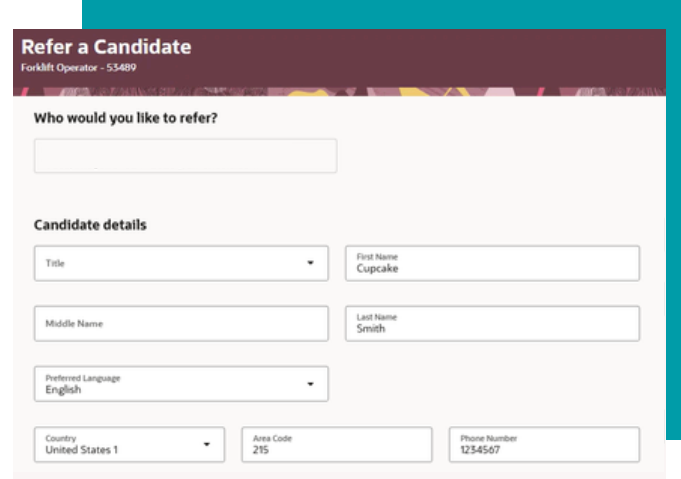 Refer a Candidate
Forklift Operator - 53489
Who would you like to refer?
Candidate details
Title
First Name
Cupcake
Middle Name
Last Name
Smith
Preferred Language
English
Country
United States 1
Area Code
215
Phone Number
1234567